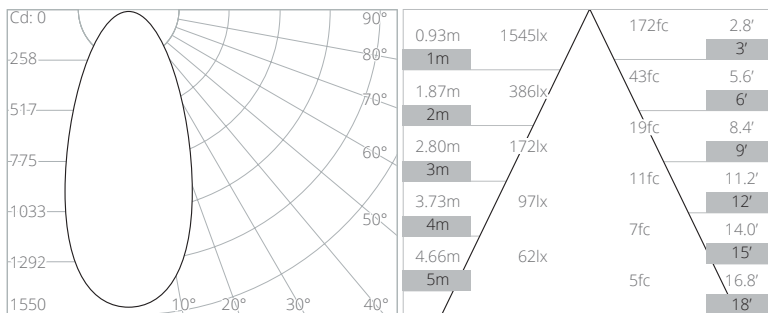 Cd: 0
258
517
775
1033
1292
1550
10° 20° 30° 40°
50°
60°
70°
80°
90°
0.93m 1545lx
1m
1.87m 386lx
2m
2.80m 172lx
3m
3.73m 97lx
4m
4.66m 62lx
5m
172fc 2.8’
3’
43fc 5.6’
6’
19fc 8.4’
9’
11fc 11.2’
12’
7fc 14.0’
15’
5fc 16.8’
18’